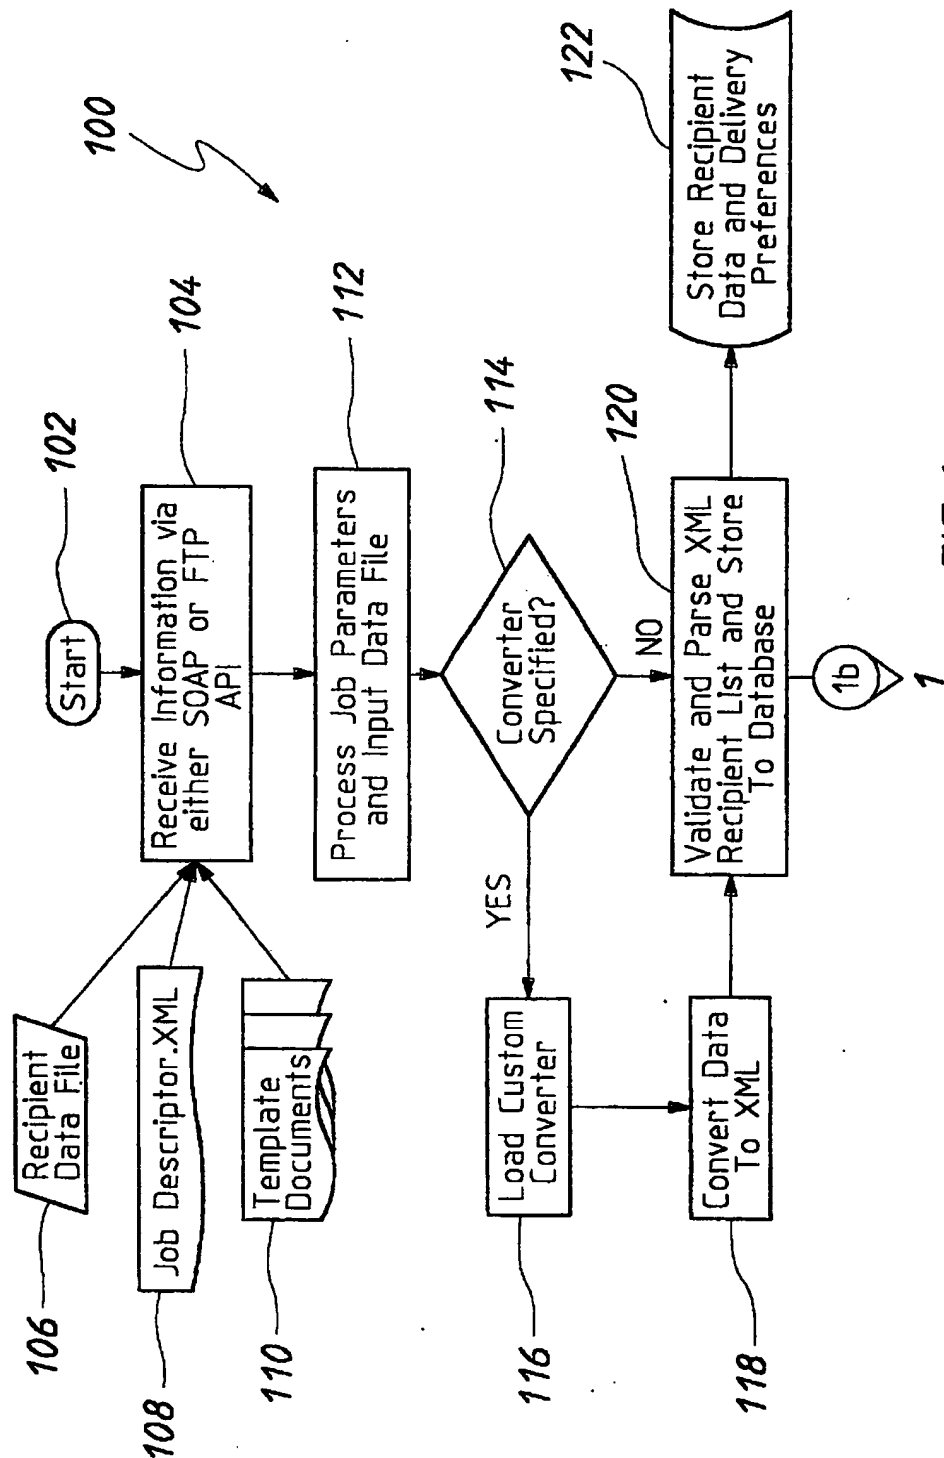 100
Start
102
Receive Information via
either SOAP or FTP
API
104
Recipient
Data File
106
Job Descriptor.XML
108
Template
Documents
110
Process Job Parameters
and Input Data File
112
Converter
Specified?
114
YES
NO
Load Custom
Converter
116
Convert Data
To XML
118
Validate and Parse XML
Recipient List and Store
To Database
120
Store Recipient
Data and Delivery
Preferences
122
1b
1